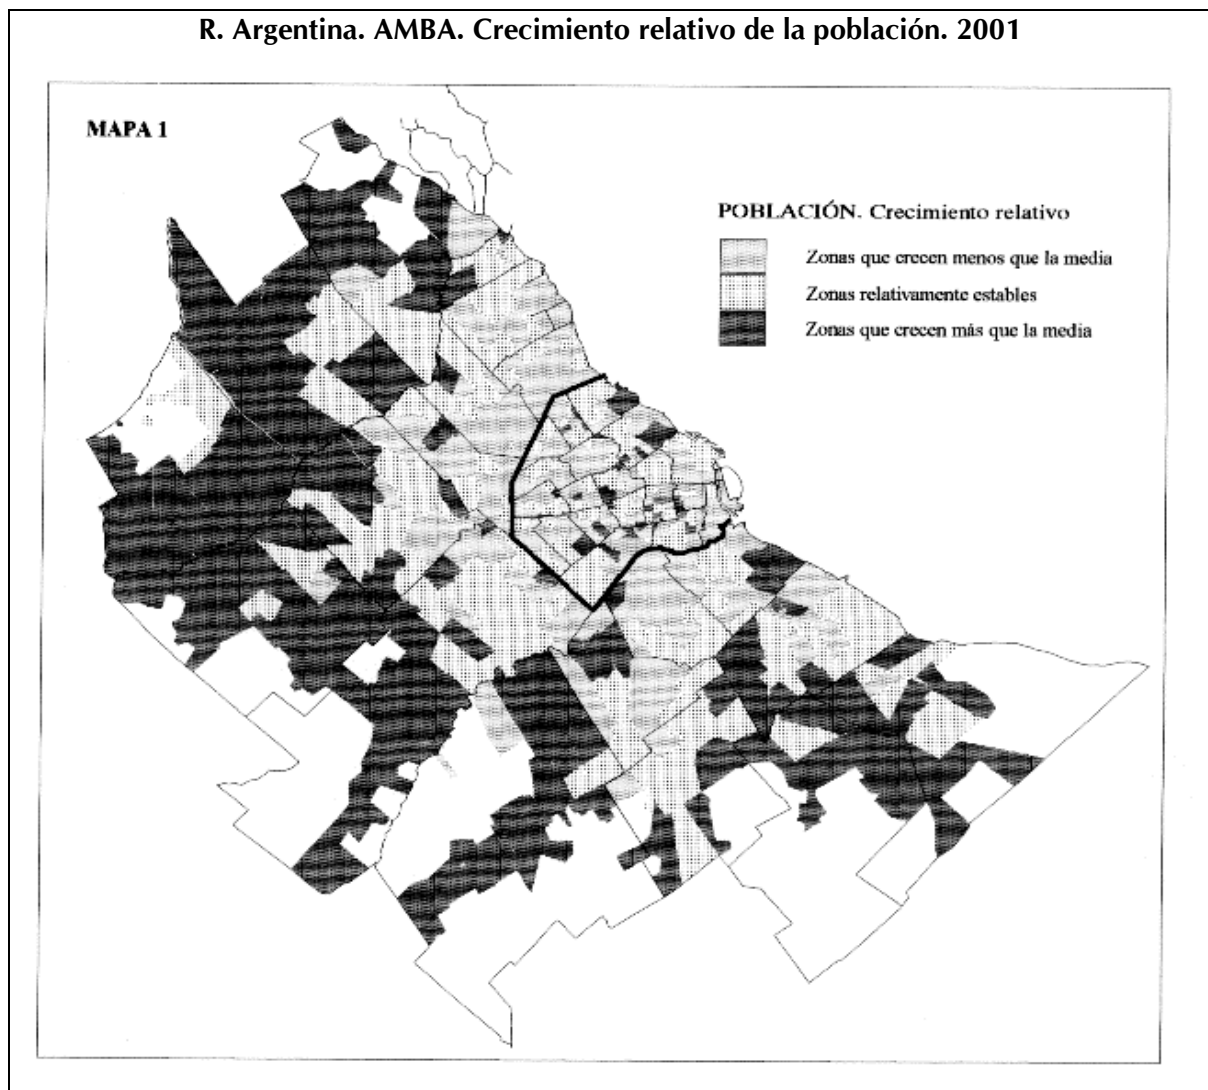 R. Argentina. AMBA. Crecimiento relativo de la población. 2001
MAPA 1
POBLACIÓN. Crecimiento relativo
Zonas que crecen menos que la media
Zonas relativamente estables
Zonas que crecen más que la media